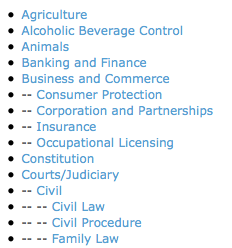 • Agriculture
• Alcoholic Beverage Control
• Animals
• Banking and Finance
• Business and Commerce
• -- Consumer Protection
• -- Corporation and Partnerships
• -- Insurance
• -- Occupational Licensing
• Constitution
• Courts/Judiciary
• -- Civil
• -- -- Civil Law
• -- -- Civil Procedure
• -- -- Family Law